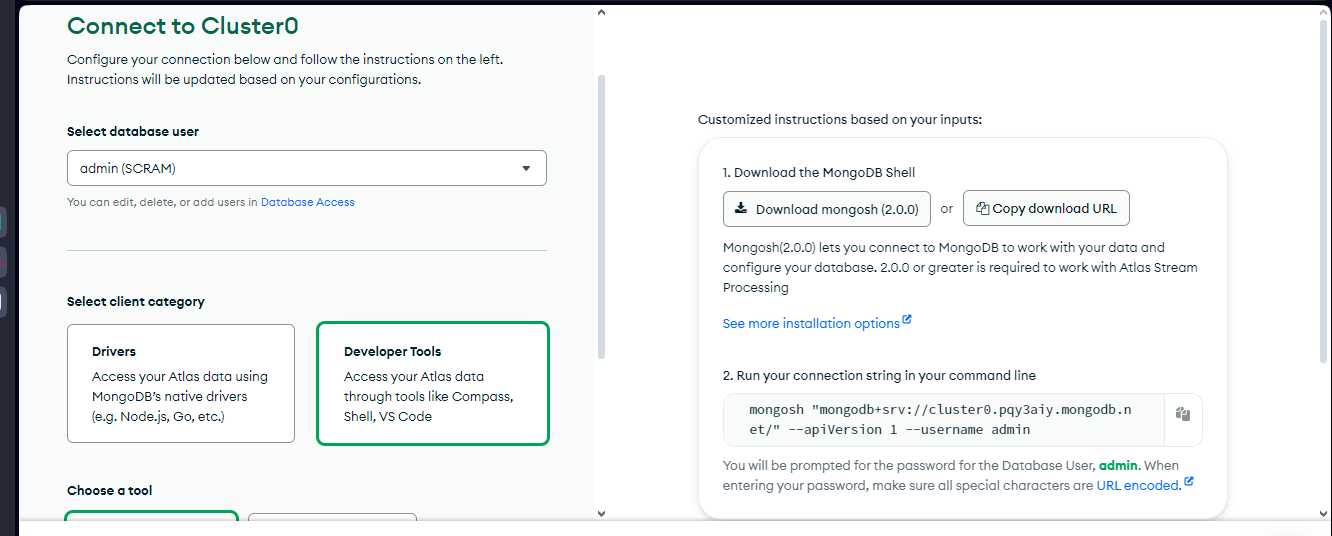 Connect to Cluster0
Configure your connection below and follow the instructions on the left.
Instructions will be updated based on your configurations.
Select database user
admin (SCRAM)
You can edit, delete, or add users in Database Access
Select client category
Drivers
Access your Atlas data using
MongoDB's native drivers
(e.g. Node.js, Go, etc.)
Developer Tools
Access your Atlas data
through tools like Compass,
Shell, VS Code
Choose a tool
Customized instructions based on your inputs:
1. Download the MongoDB Shell
Download mongosh (2.0.0) or Copy download URL
Mongosh(2.0.0) lets you connect to MongoDB to work with your data and
configure your database. 2.0.0 or greater is required to work with Atlas Stream
Processing
See more installation options
2. Run your connection string in your command line
mongosh "mongodb+srv://cluster0.pqy3aiy.mongodb.n
et/" --apiVersion 1 --username admin
You will be prompted for the password for the Database User, admin. When
entering your password, make sure all special characters are URL encoded.